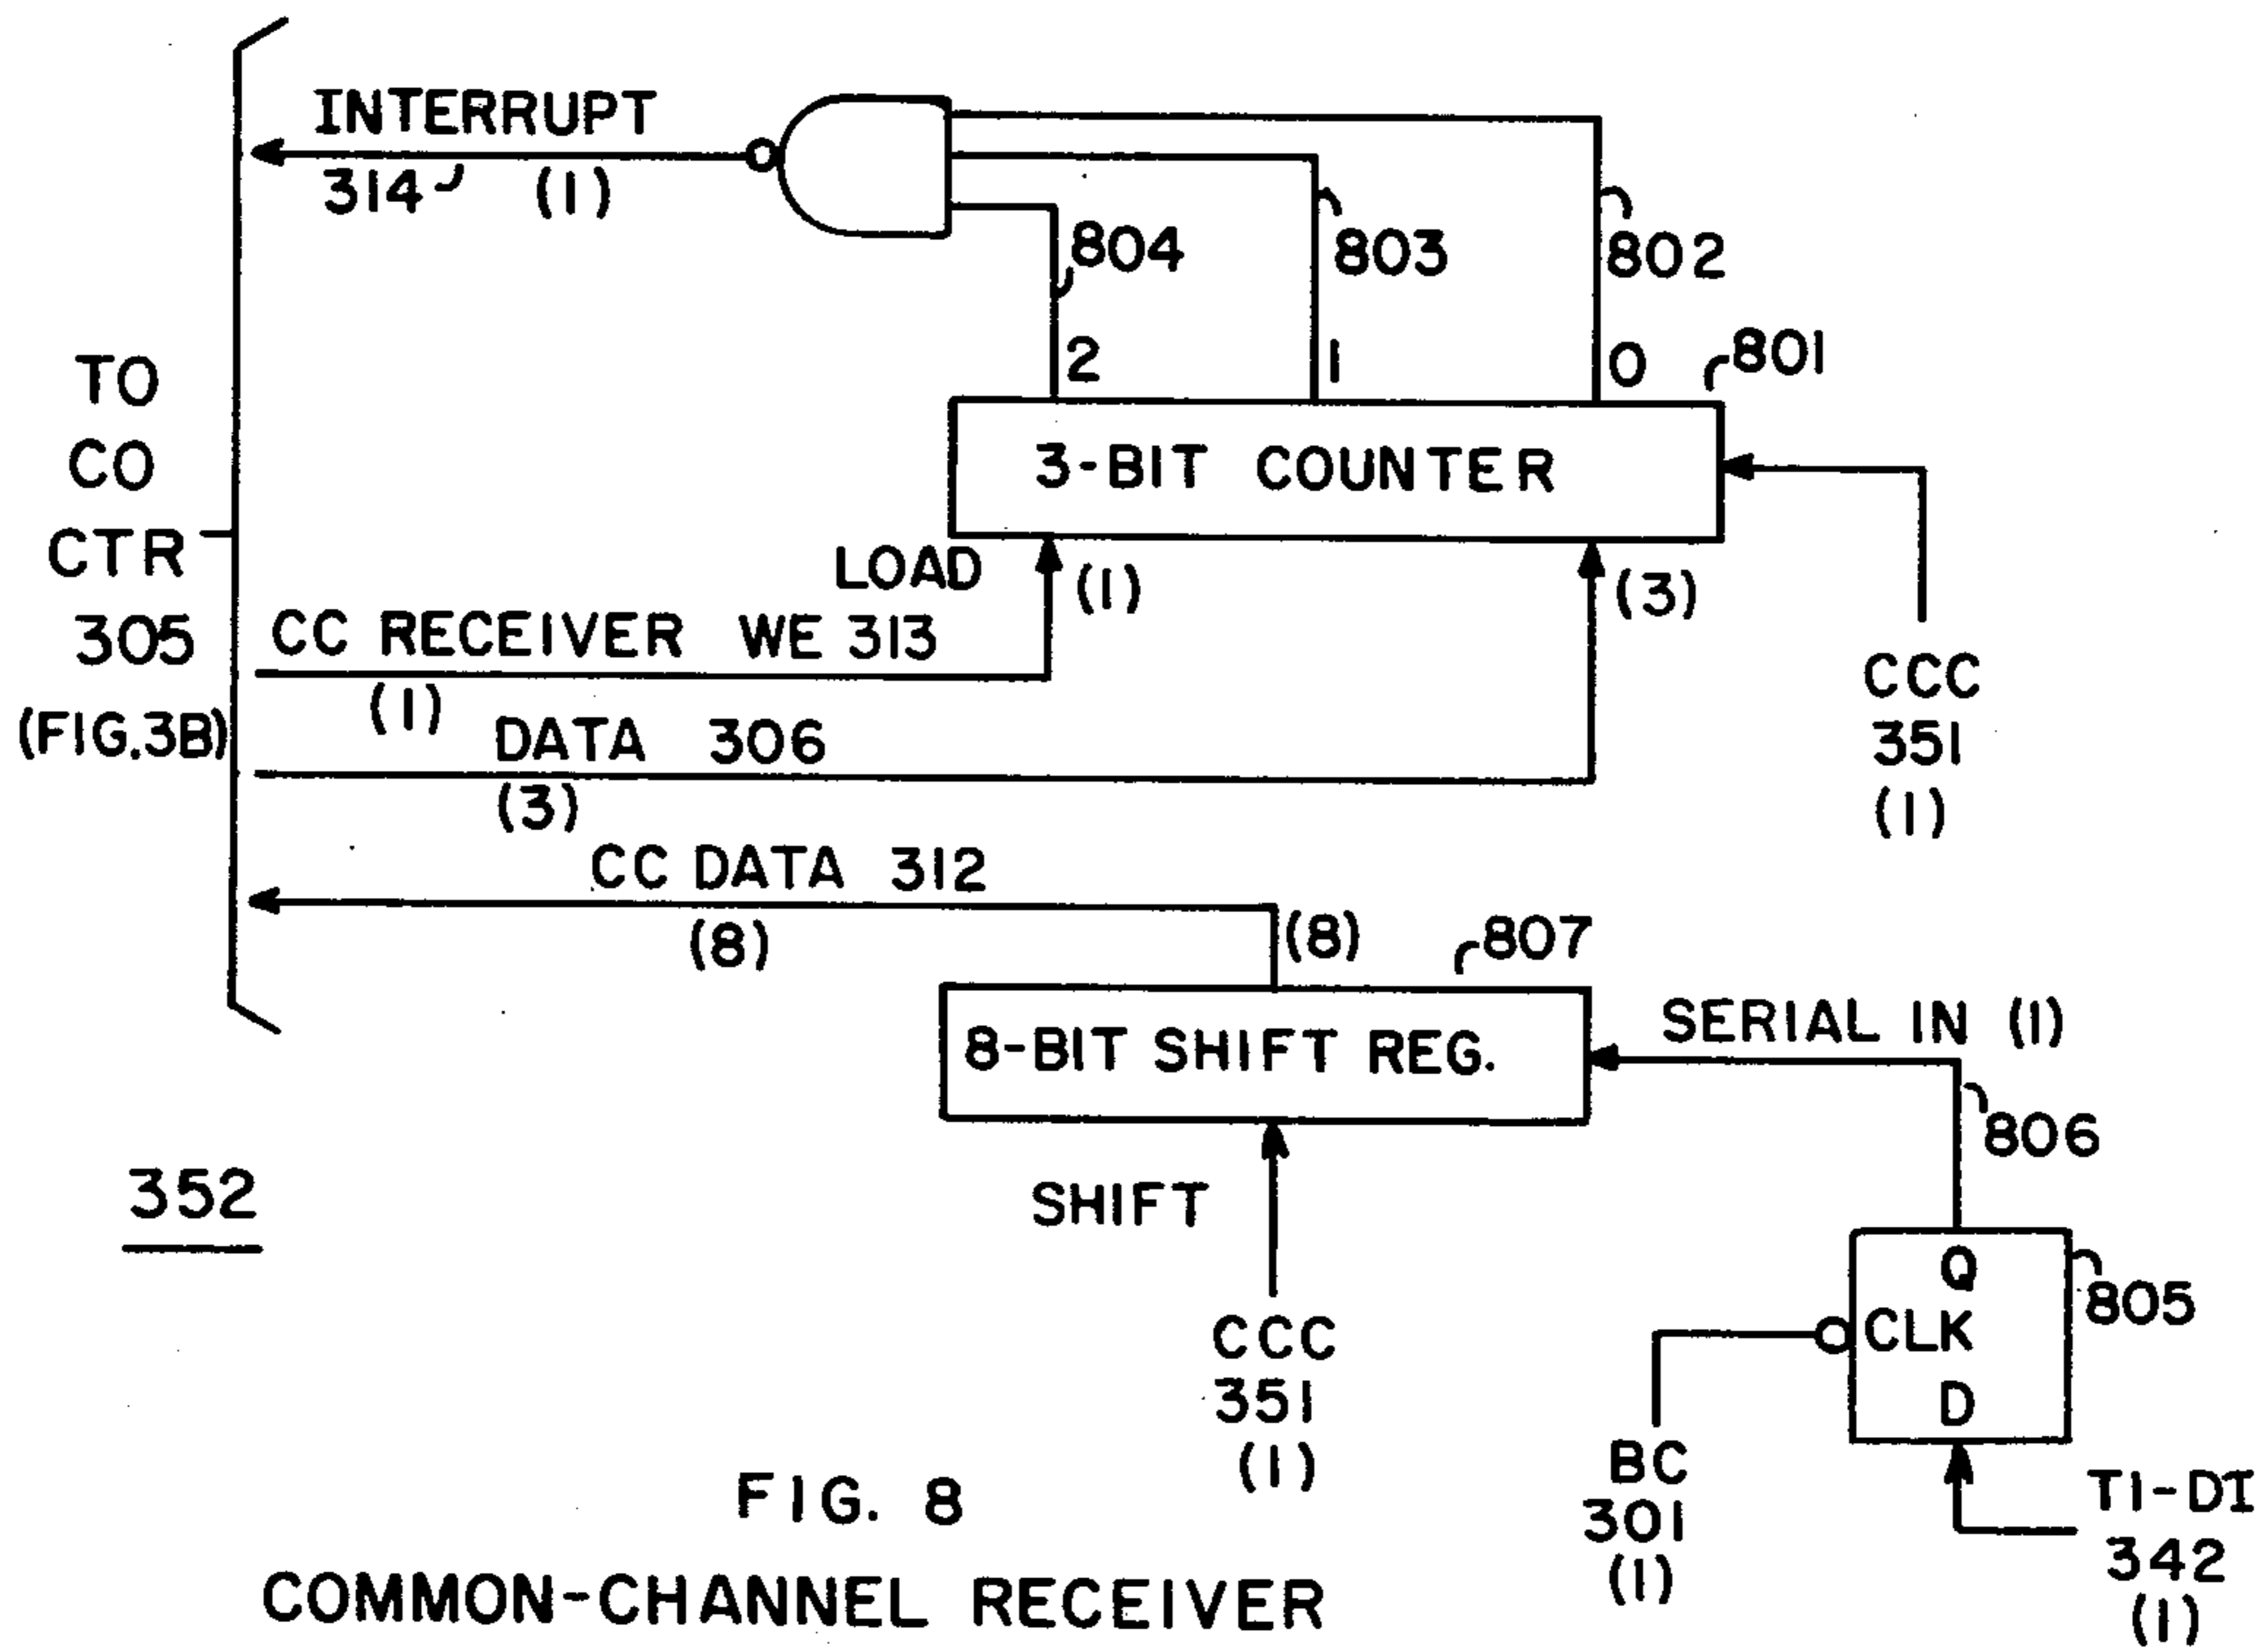 INTERRUPT
314 (1)
804
803
802
2
1
0
801
TO
CO
CTR
305
(FIG.3B)
3-BIT COUNTER
LOAD
(1)
(3)
CC RECEIVER WE 313
(1)
DATA 306
(3)
CCC
351
(1)
CC DATA 312
(8)
(8)
807
8-BIT SHIFT REG.
SERIAL IN (1)
806
352
SHIFT
CCC
351
(1)
Q
CLK
D
805
BC
301
(1)
T1-DI
342
(1)
FIG. 8
COMMON-CHANNEL RECEIVER